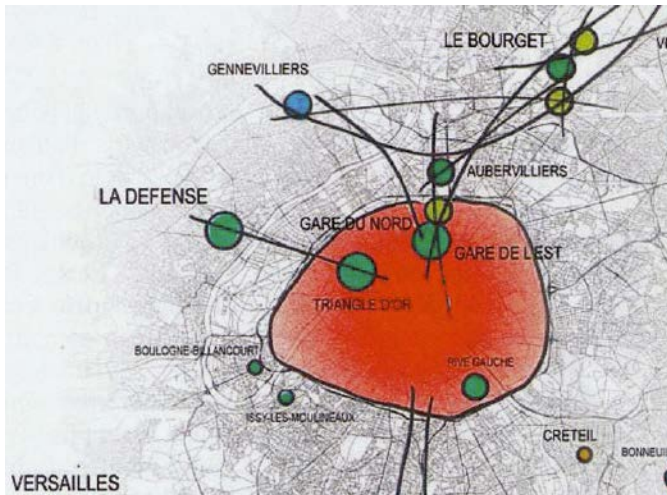 LE BOURGET
GENNEVILLIERS
AUBERVILLIERS
LA DEFENSE
GARE DU NORD
GARE DE L'EST
TRIANGLE D'OR
BOULOGNE-BILLANCOURT
RIVE GAUCHE
ISSY-LES-MOULINEAUX
CRETEIL
BONNEUIL
VERSAILLES